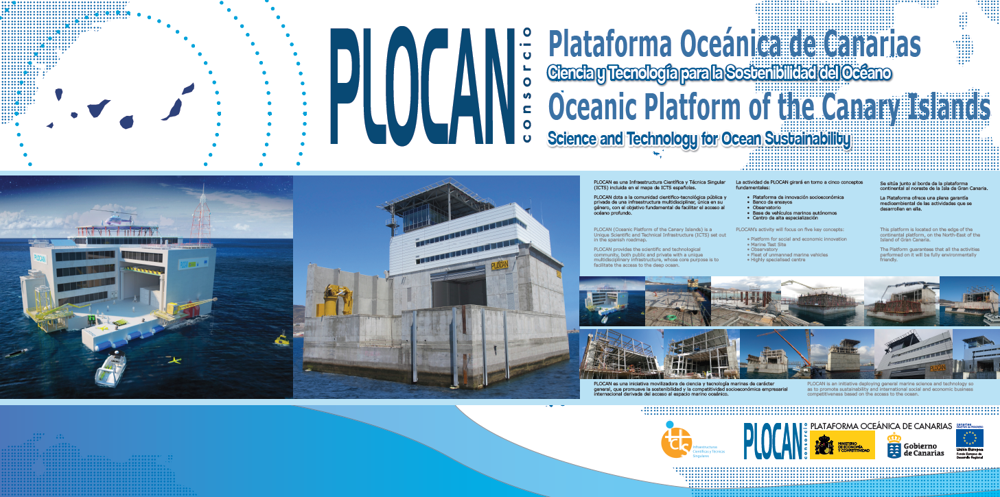 PLOCAN
consorcio
Plataforma Oceánica de Canarias
Ciencia y Tecnología para la Sostenibilidad del Océano
Oceanic Platform of the Canary Islands
Science and Technology for Ocean Sustainability
PLOCAN
PLOCAN
PLOCAN es una Infraestructura Científica y Técnica Singular
(ICTS) incluida en el mapa de ICTS españolas.
PLOCAN dota a la comunidad científico-tecnológica pública y
privada de una infraestructura multidisciplinar, única en su
género, con el objetivo fundamental de facilitar el acceso al
océano profundo.
PLOCAN (Oceanic Platform of the Canary Islands) is a
Unique Scientific and Technical Infrastructure (ICTS) set out
in the spanish roadmap.
PLOCAN provides the scientific and technological
community, both public and private with a unique
multidisciplinary infrastructure, whose core purpose is to
facilitate the access to the deep ocean.
La actividad de PLOCAN girará en torno a cinco conceptos
fundamentales:
• Plataforma de innovación socioeconómica
• Banco de ensayos
• Observatorio
• Base de vehículos marinos autónomos
• Centro de alta especialización
PLOCAN's activity will focus on five key concepts:
• Platform for social and economic innovation
• Marine Test Site
• Observatory
• Fleat of unmanned marine vehicles
• Highly specialised centre
Se sitúa junto al borde de la plataforma
continental al noreste de la Isla de Gran Canaria.
La Plataforma ofrece una plena garantía
medioambiental de las actividades que se
desarrollen en ella.
This platform is located on the edge of the
continental platform, on the North-East of the
Island of Gran Canaria.
The Platform guarantees that all the activities
performed on it will be fully environmentally
friendly.
PLOCAN
PLOCAN es una iniciativa movilizadora de ciencia y tecnología marinas de carácter
general, que promueve la sostenibilidad y la competitividad socioeconómica empresarial
internacional derivada del acceso al espacio marino oceánico.
PLOCAN is an initiative deploying general marine science and technology so
as to promote sustainability and international social and economic business
competitiveness based on the access to the ocean.
icts
Infraestructuras
Científicas y Técnicas
Singulares
PLOCAN
consorcio
PLATAFORMA OCEÁNICA DE CANARIAS
MINISTERIO
DE ECONOMÍA
Y COMPETITIVIDAD
Gobierno
de Canarias
canarias
objetivo de progreso
Unión Europea
Fondo Europeo de
Desarrollo Regional